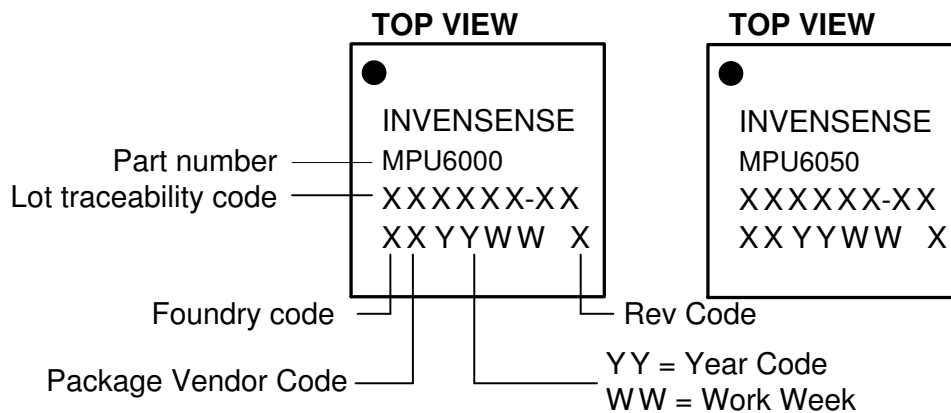 TOP VIEW
TOP VIEW
INVENSENSE
INVENSENSE
Part number
MPU6000
MPU6050
Lot traceability code
XXXXXX-XX
XXXXXX-XX
XXYYWW X
XXYYWW X
Foundry code
Rev Code
Package Vendor Code
YY = Year Code
WW = Work Week